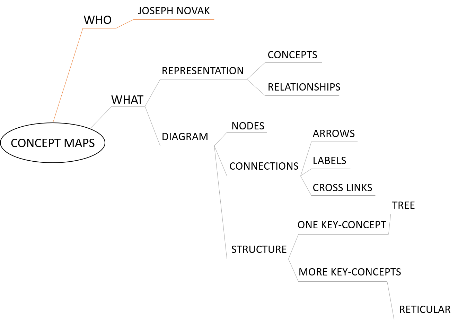 WHO
JOSEPH NOVAK
CONCEPT MAPS
WHAT
REPRESENTATION
CONCEPTS
RELATIONSHIPS
DIAGRAM
NODES
CONNECTIONS
ARROWS
LABELS
CROSS LINKS
STRUCTURE
ONE KEY-CONCEPT
TREE
MORE KEY-CONCEPTS
RETICULAR